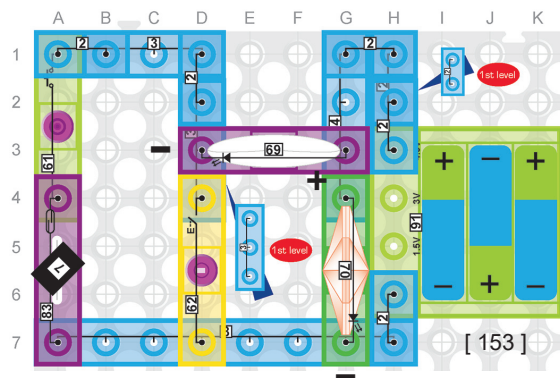 A B C D E F G H I J K
1 2 3 2 2 1st level
2 2 4 2
3 61 − 69 +
4 E 3V
5 7 3 1st level 70 1.5V 91
6 83 62 2
7 3 [ 153 ]
−
+ − +
− + −